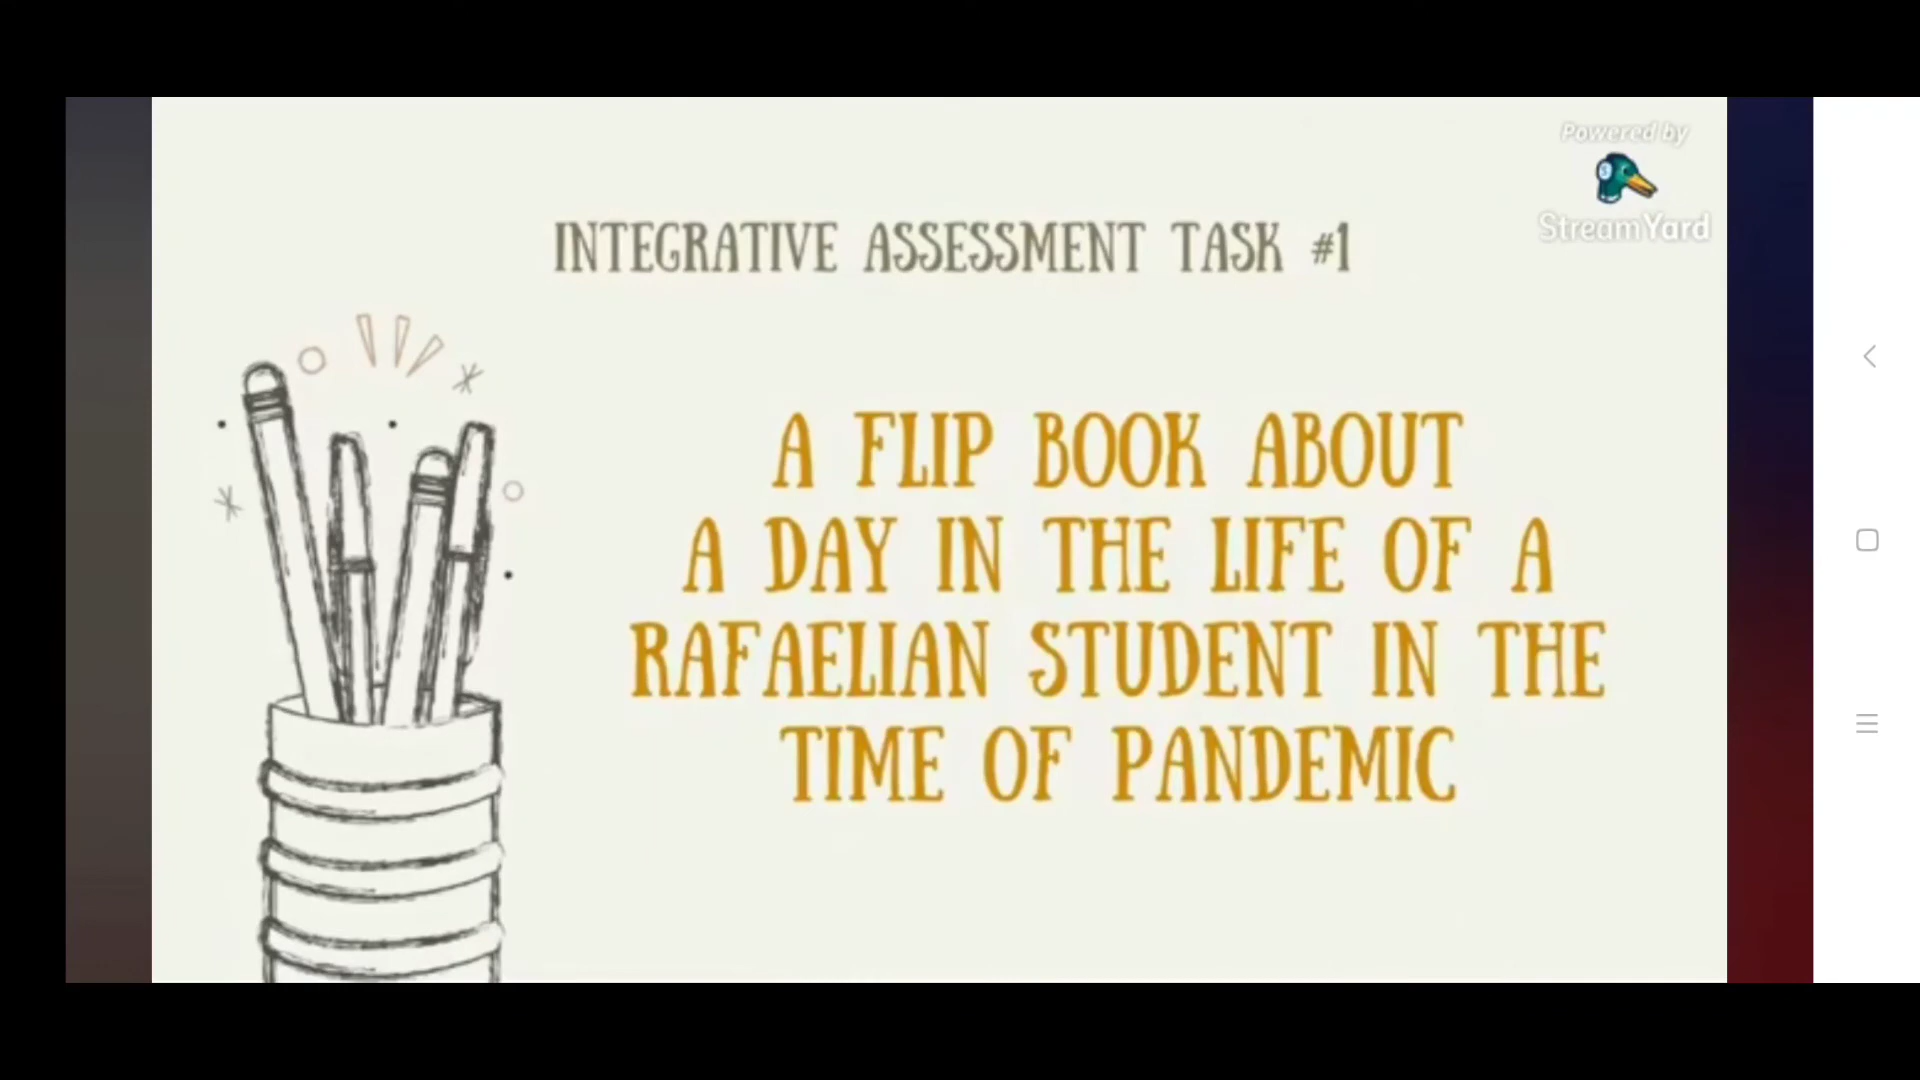 Powered by
StreamYard
INTEGRATIVE ASSESSMENT TASK #1
A FLIP BOOK ABOUT
A DAY IN THE LIFE OF A
RAFAELIAN STUDENT IN THE
TIME OF PANDEMIC